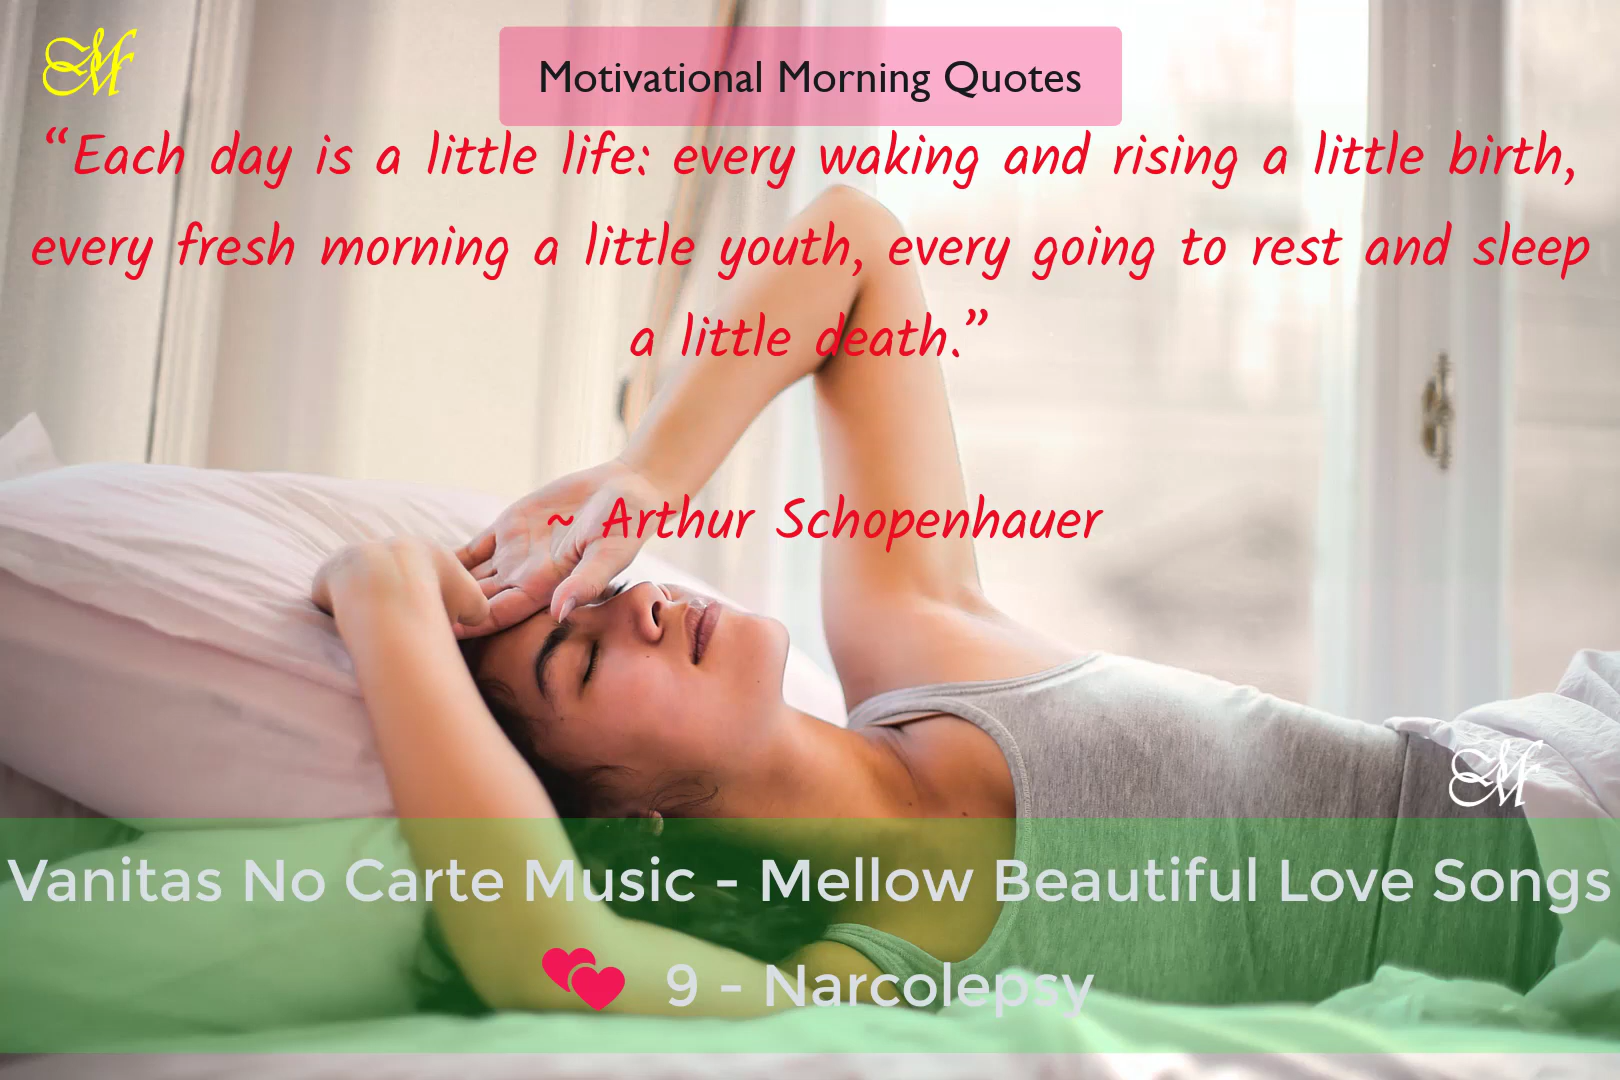 Motivational Morning Quotes
“Each day is a little life: every waking and rising a little birth,
every fresh morning a little youth, every going to rest and sleep
a little death.”
~ Arthur Schopenhauer
Vanitas No Carte Music - Mellow Beautiful Love Songs
9 - Narcolepsy